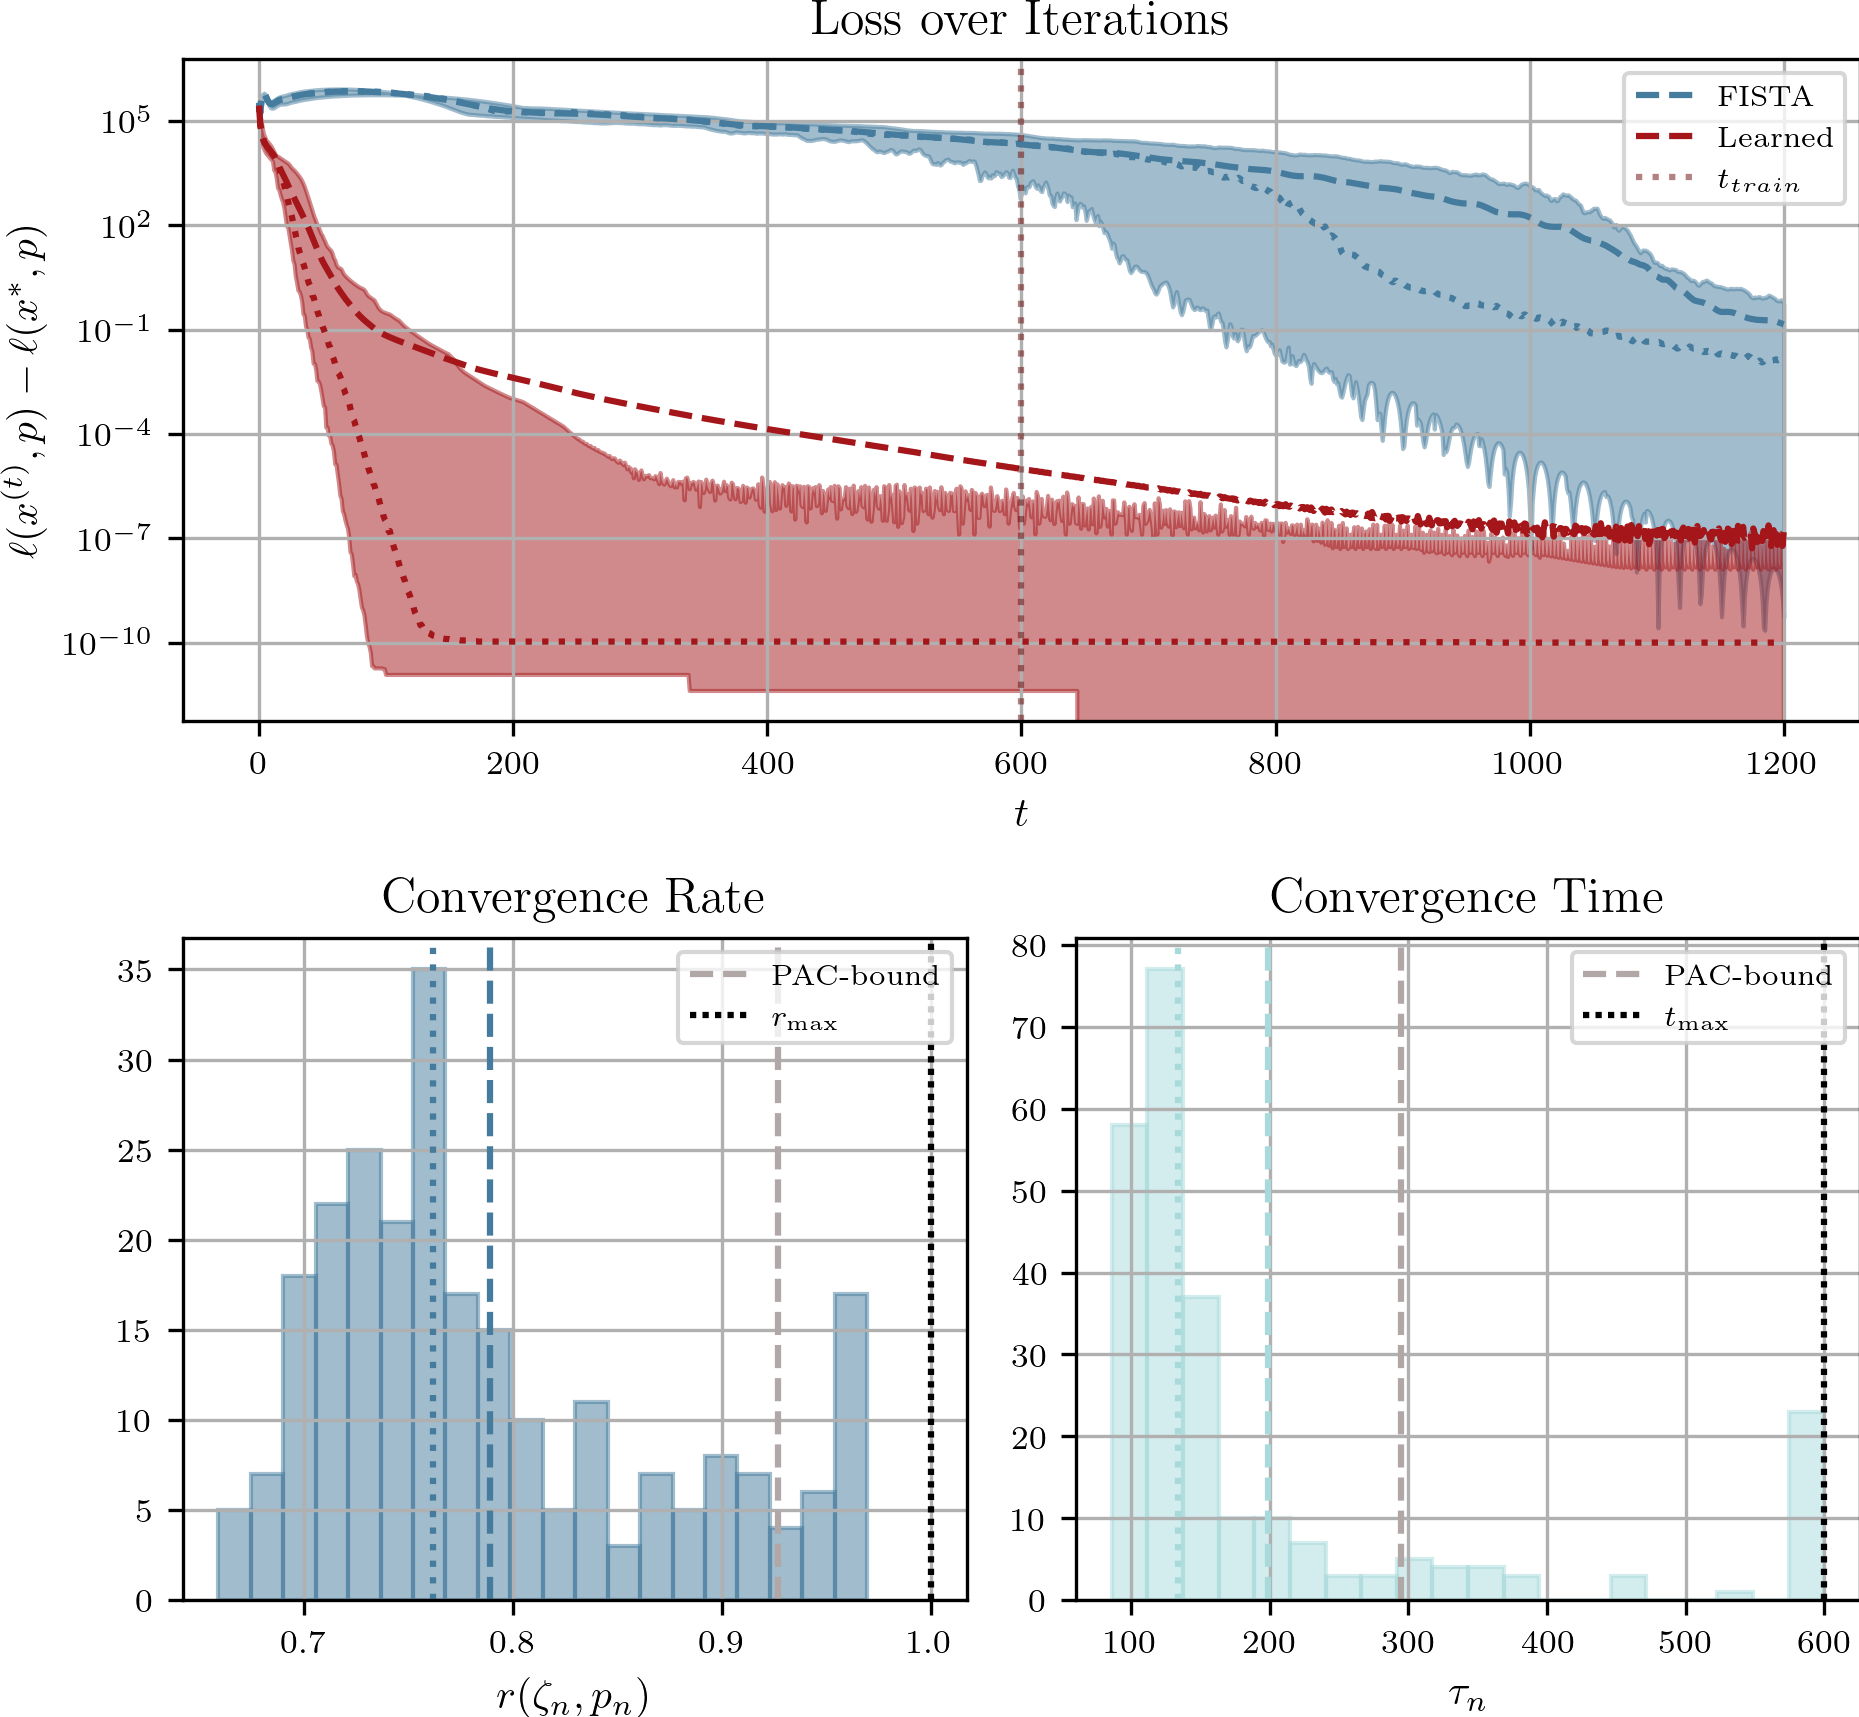 Loss over Iterations
ℓ(x^(t), p) − ℓ(x*, p)
10^5
10^2
10^−1
10^−4
10^−7
10^−10
FISTA
Learned
t_train
0 200 400 600 800 1000 1200
t
Convergence Rate
35
30
25
20
15
10
5
0
PAC-bound
r_max
0.7 0.8 0.9 1.0
r(ζ_n, p_n)
Convergence Time
80
70
60
50
40
30
20
10
0
PAC-bound
t_max
100 200 300 400 500 600
τ_n